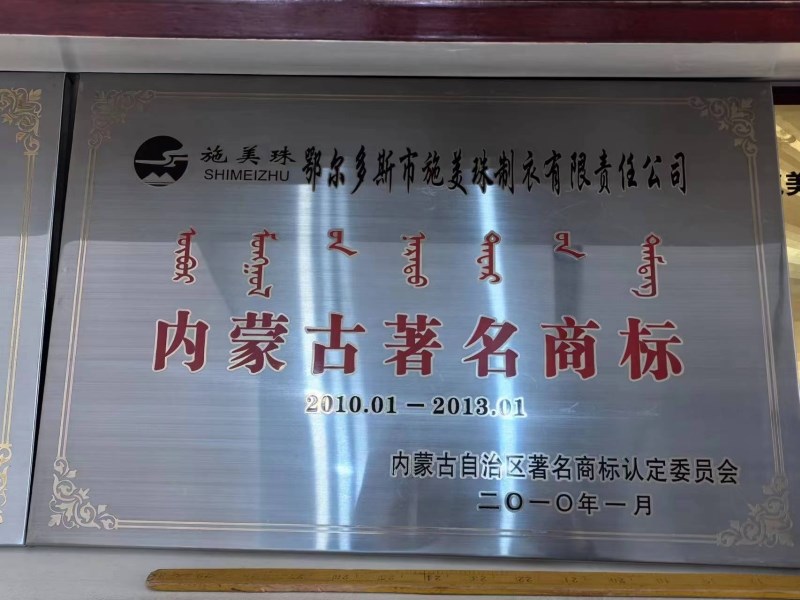 施美珠 鄂尔多斯市施美珠制衣有限责任公司
SHIMEIZHU
内蒙古著名商标
2010.01－2013.01
内蒙古自治区著名商标认定委员会
二〇一〇年一月